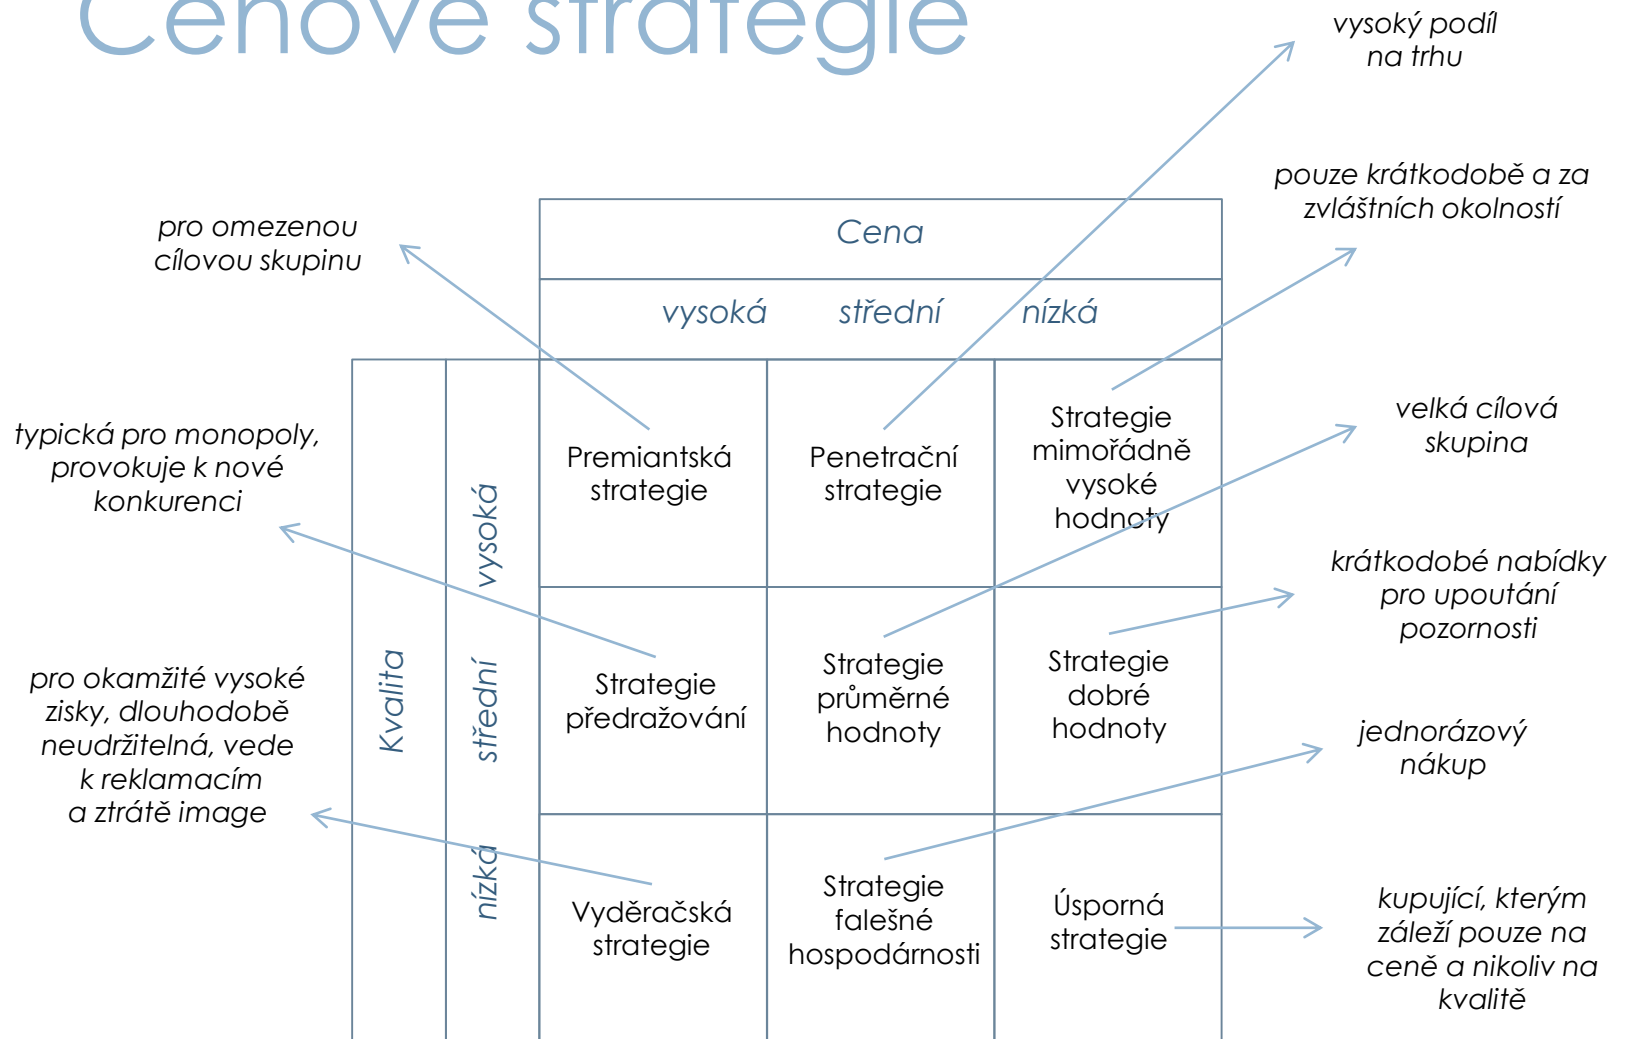 Cenové strategie
vysoký podíl
na trhu
pouze krátkodobě a za
zvláštních okolností
pro omezenou
cílovou skupinu
Cena
vysoká střední nízká
typická pro monopoly,
provokuje k nové
konkurenci
velká cílová
skupina
Premiantská
strategie
Penetrační
strategie
Strategie
mimořádně
vysoké
hodnoty
vysoká
krátkodobé nabídky
pro upoutání
pozornosti
pro okamžité vysoké
zisky, dlouhodobě
neudržitelná, vede
k reklamacím
a ztrátě image
Kvalita
střední
Strategie
předražování
Strategie
průměrné
hodnoty
Strategie
dobré
hodnoty
jednorázový
nákup
nízká
Vyděračská
strategie
Strategie
falešné
hospodárnosti
Úsporná
strategie
kupující, kterým
záleží pouze na
ceně a nikoliv na
kvalitě